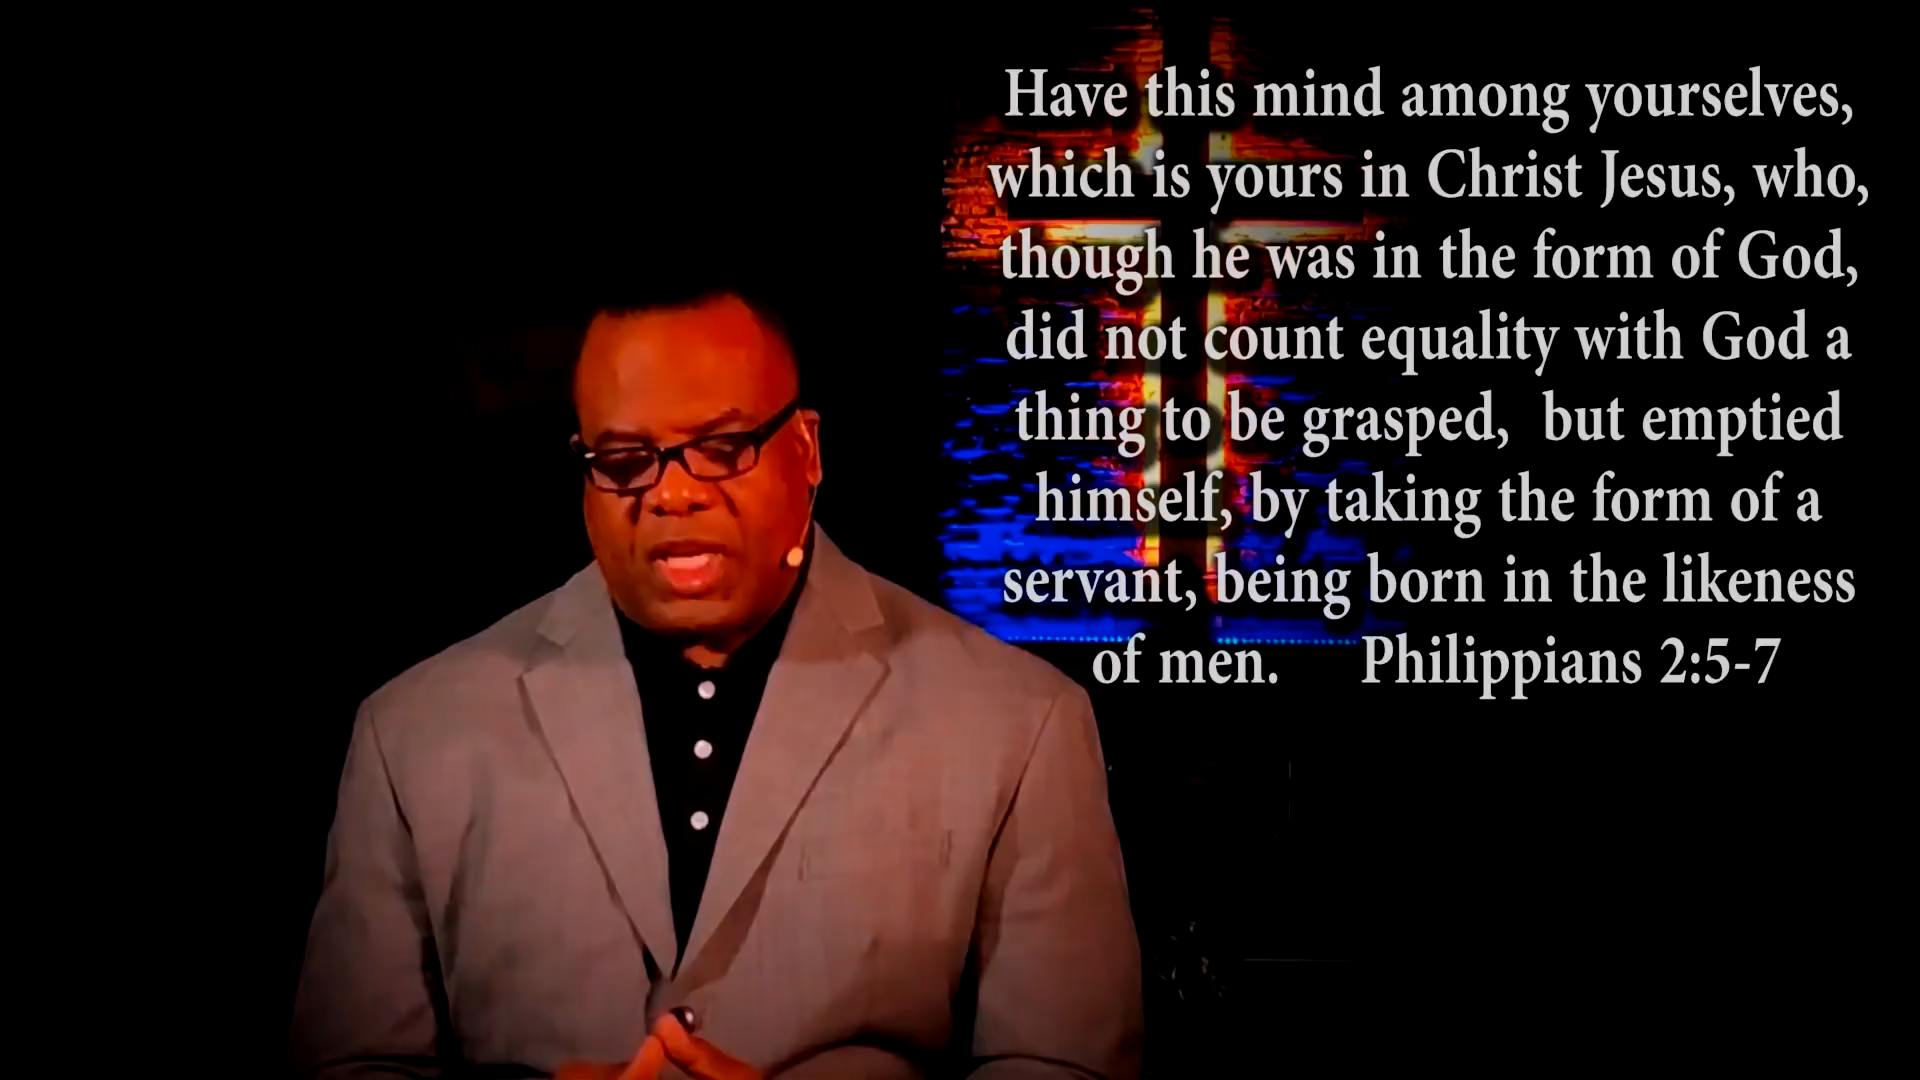 Have this mind among yourselves,
which is yours in Christ Jesus, who,
though he was in the form of God,
did not count equality with God a
thing to be grasped,  but emptied
himself, by taking the form of a
servant, being born in the likeness
of men.     Philippians 2:5-7